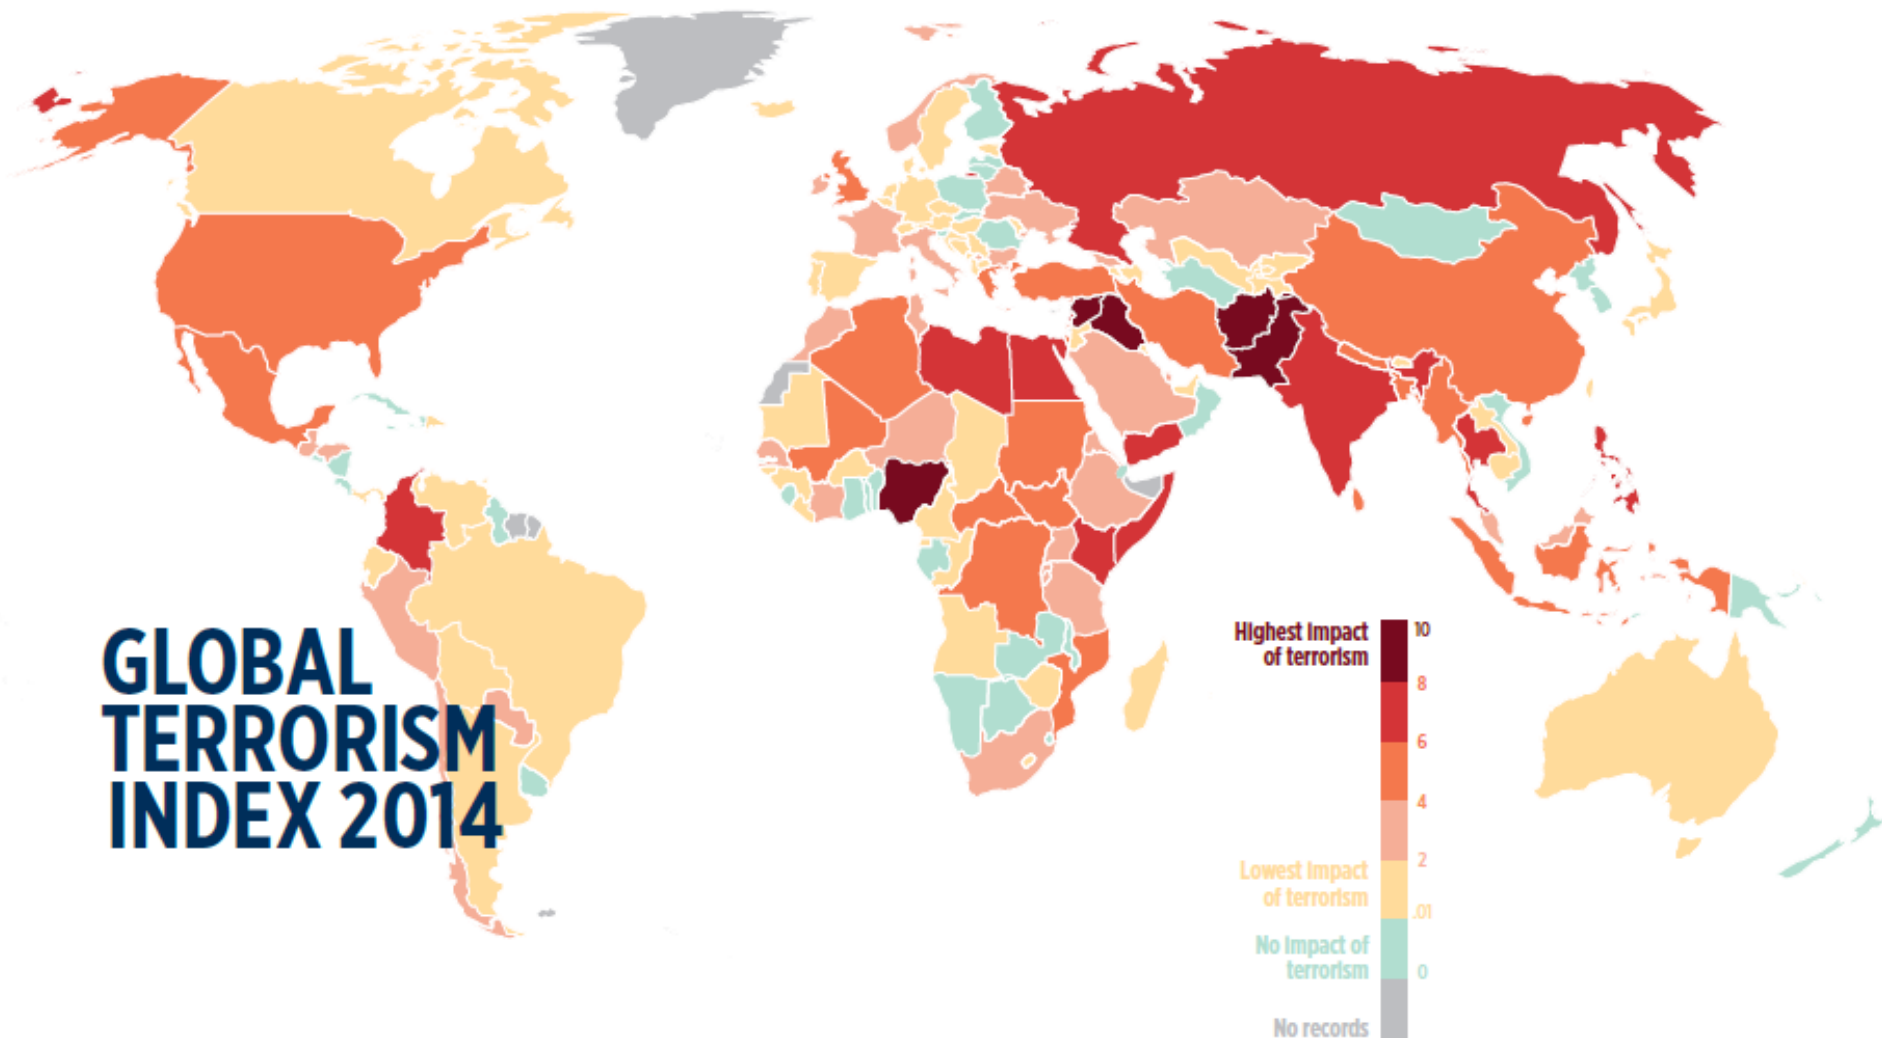 GLOBAL
TERRORISM
INDEX 2014
Highest impact
of terrorism
10
8
6
4
2
Lowest impact
of terrorism
.01
No impact of
terrorism
0
No records